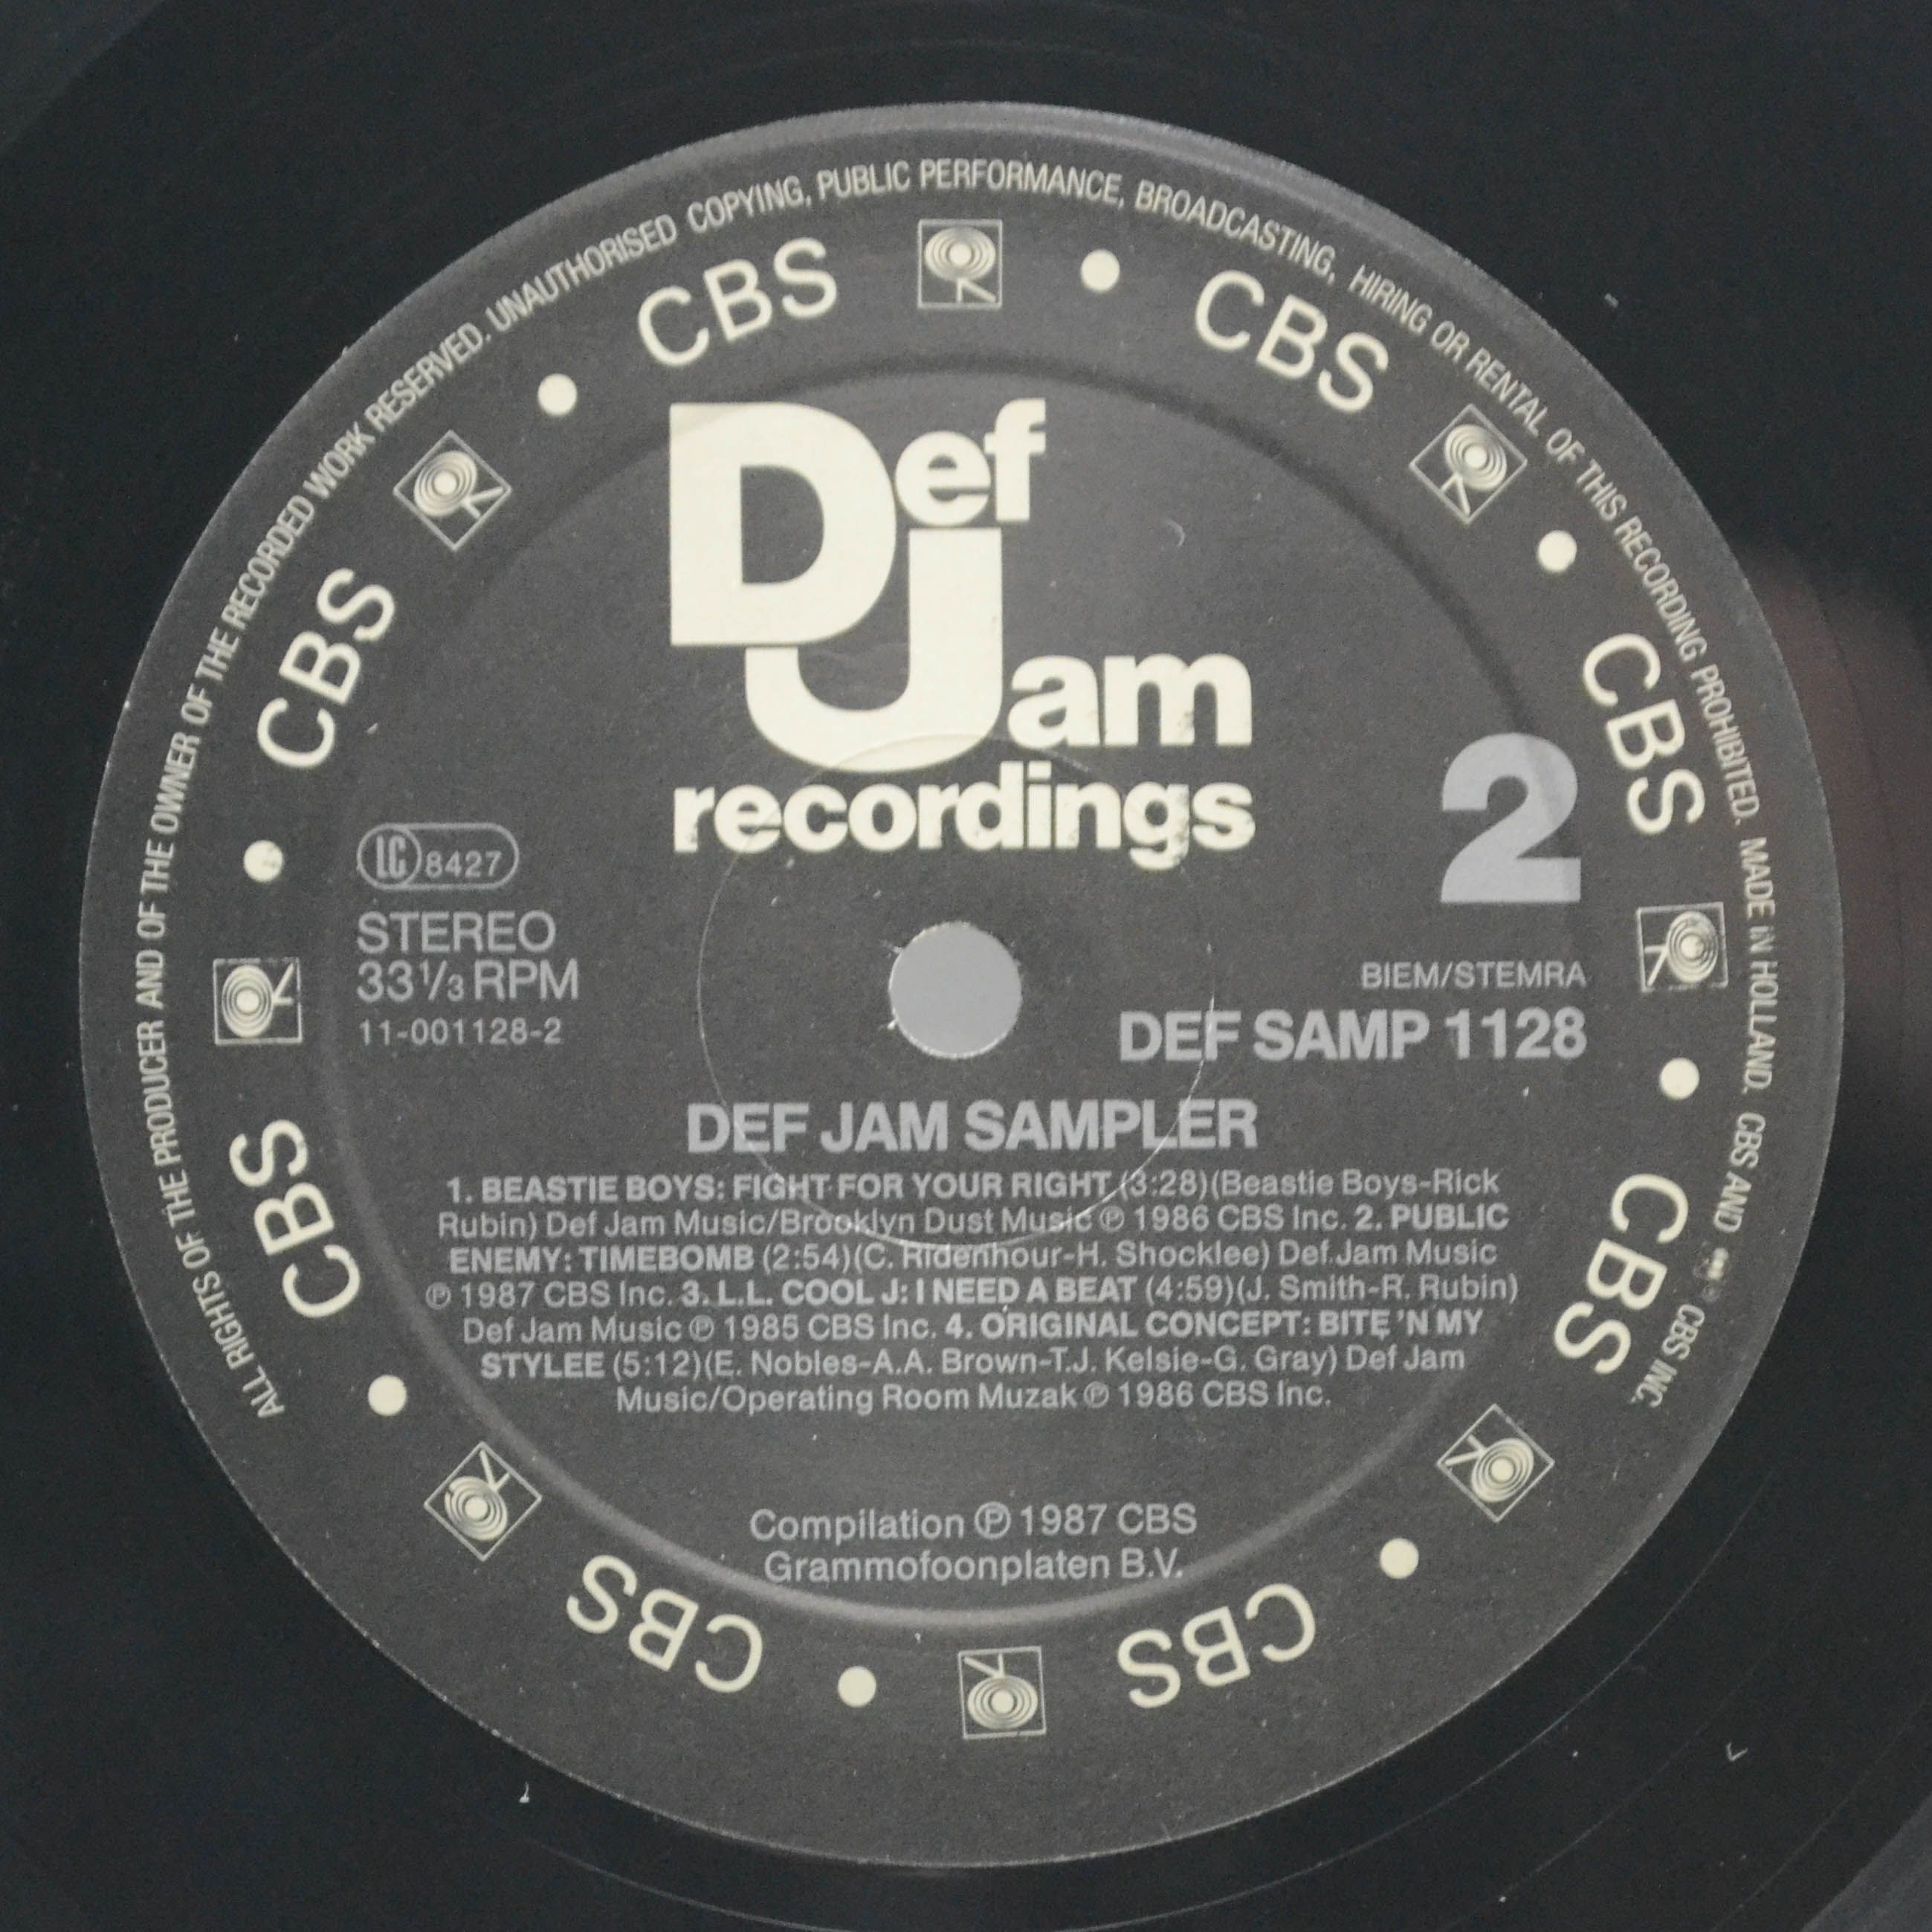 ALL RIGHTS OF THE PRODUCER AND OF THE OWNER OF THE RECORDED WORK RESERVED. UNAUTHORISED COPYING, PUBLIC PERFORMANCE, BROADCASTING, HIRING OR RENTAL OF THIS RECORDING PROHIBITED. MADE IN HOLLAND. CBS AND CBS INC.
CBS CBS CBS CBS CBS CBS CBS CBS
Def
Jam
recordings
2
LC 8427
STEREO
33 1/3 RPM
11-001128-2
BIEM/STEMRA
DEF SAMP 1128
DEF JAM SAMPLER
1. BEASTIE BOYS: FIGHT FOR YOUR RIGHT (3:28)(Beastie Boys-Rick
Rubin) Def Jam Music/Brooklyn Dust Music ℗ 1986 CBS Inc. 2. PUBLIC
ENEMY: TIMEBOMB (2:54)(C. Ridenhour-H. Shocklee) Def.Jam Music
℗ 1987 CBS Inc. 3. L.L. COOL J: I NEED A BEAT (4:59)(J. Smith-R. Rubin)
Def Jam Music ℗ 1985 CBS Inc. 4. ORIGINAL CONCEPT: BITE 'N MY
STYLEE (5:12)(E. Nobles-A.A. Brown-T.J. Kelsie-G. Gray) Def Jam
Music/Operating Room Muzak ℗ 1986 CBS Inc.
Compilation ℗ 1987 CBS
Grammofoonplaten B.V.